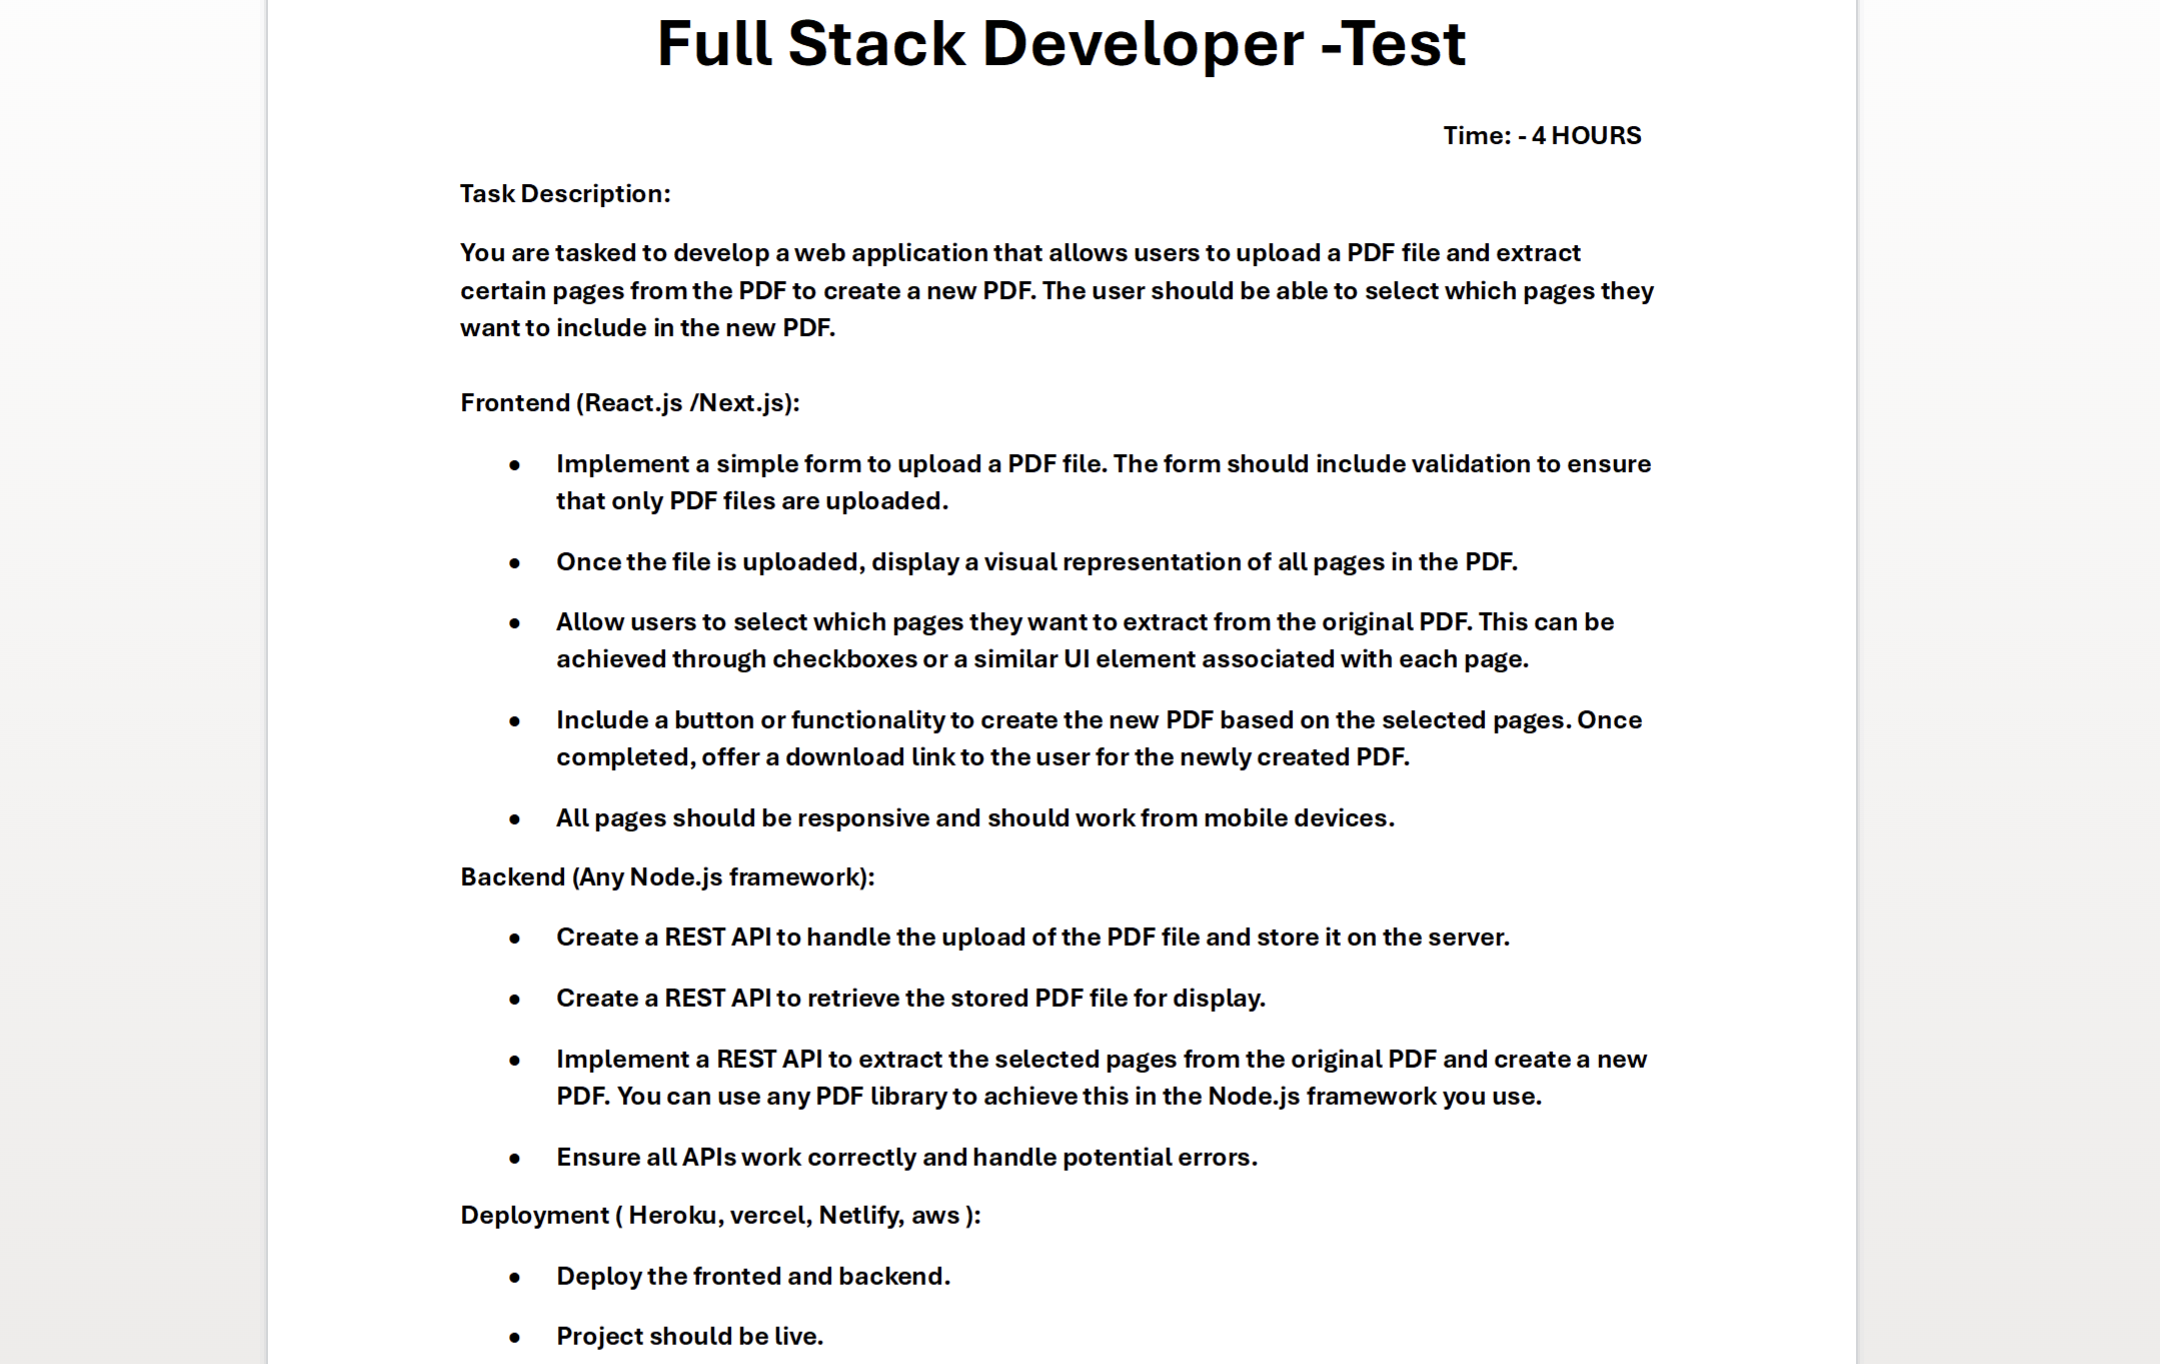 Full Stack Developer -Test
Time: - 4 HOURS
Task Description:
You are tasked to develop a web application that allows users to upload a PDF file and extract
certain pages from the PDF to create a new PDF. The user should be able to select which pages they
want to include in the new PDF.
Frontend (React.js /Next.js):
● Implement a simple form to upload a PDF file. The form should include validation to ensure
that only PDF files are uploaded.
● Once the file is uploaded, display a visual representation of all pages in the PDF.
● Allow users to select which pages they want to extract from the original PDF. This can be
achieved through checkboxes or a similar UI element associated with each page.
● Include a button or functionality to create the new PDF based on the selected pages. Once
completed, offer a download link to the user for the newly created PDF.
● All pages should be responsive and should work from mobile devices.
Backend (Any Node.js framework):
● Create a REST API to handle the upload of the PDF file and store it on the server.
● Create a REST API to retrieve the stored PDF file for display.
● Implement a REST API to extract the selected pages from the original PDF and create a new
PDF. You can use any PDF library to achieve this in the Node.js framework you use.
● Ensure all APIs work correctly and handle potential errors.
Deployment ( Heroku, vercel, Netlify, aws ):
● Deploy the fronted and backend.
● Project should be live.